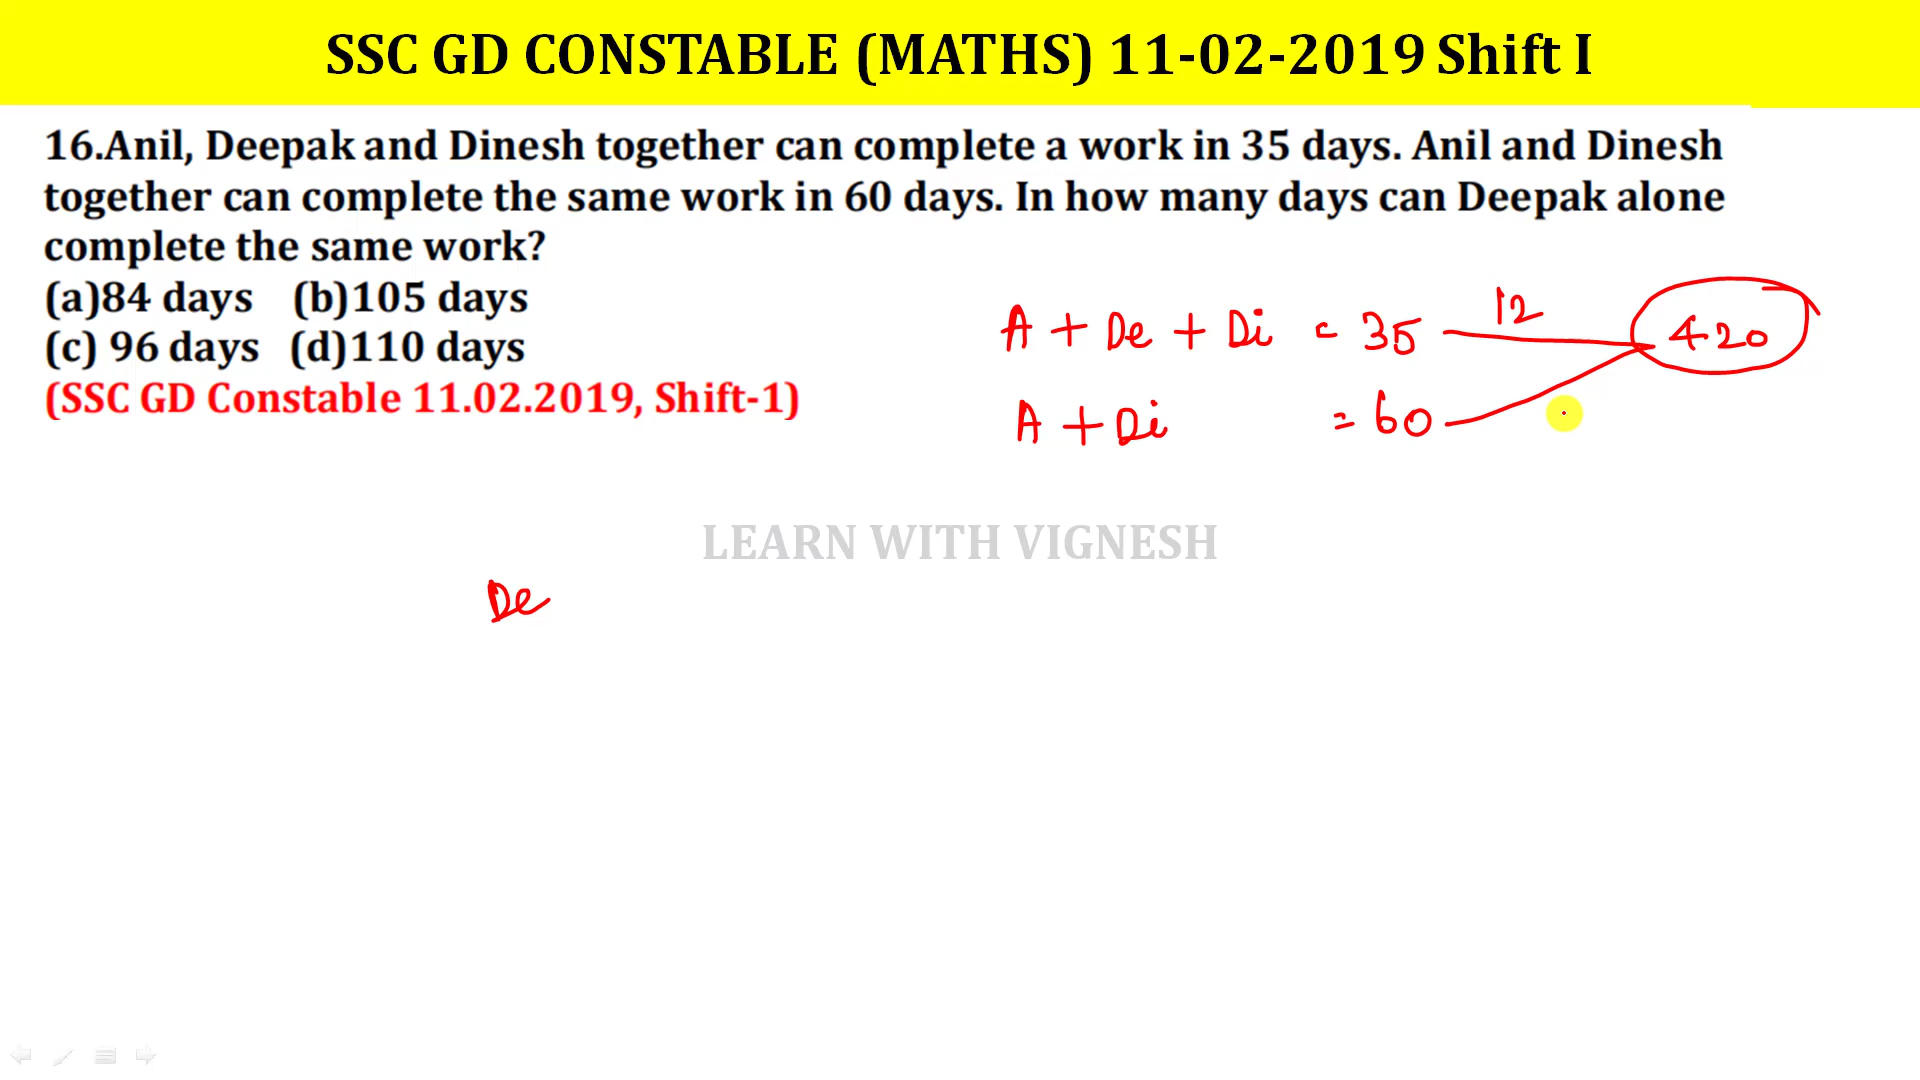 SSC GD CONSTABLE (MATHS) 11-02-2019 Shift I
16.Anil, Deepak and Dinesh together can complete a work in 35 days. Anil and Dinesh
together can complete the same work in 60 days. In how many days can Deepak alone
complete the same work?
(a)84 days (b)105 days
(c) 96 days (d)110 days
(SSC GD Constable 11.02.2019, Shift-1)
A + De + Di = 35 12 420
A + Di = 60
LEARN WITH VIGNESH
De